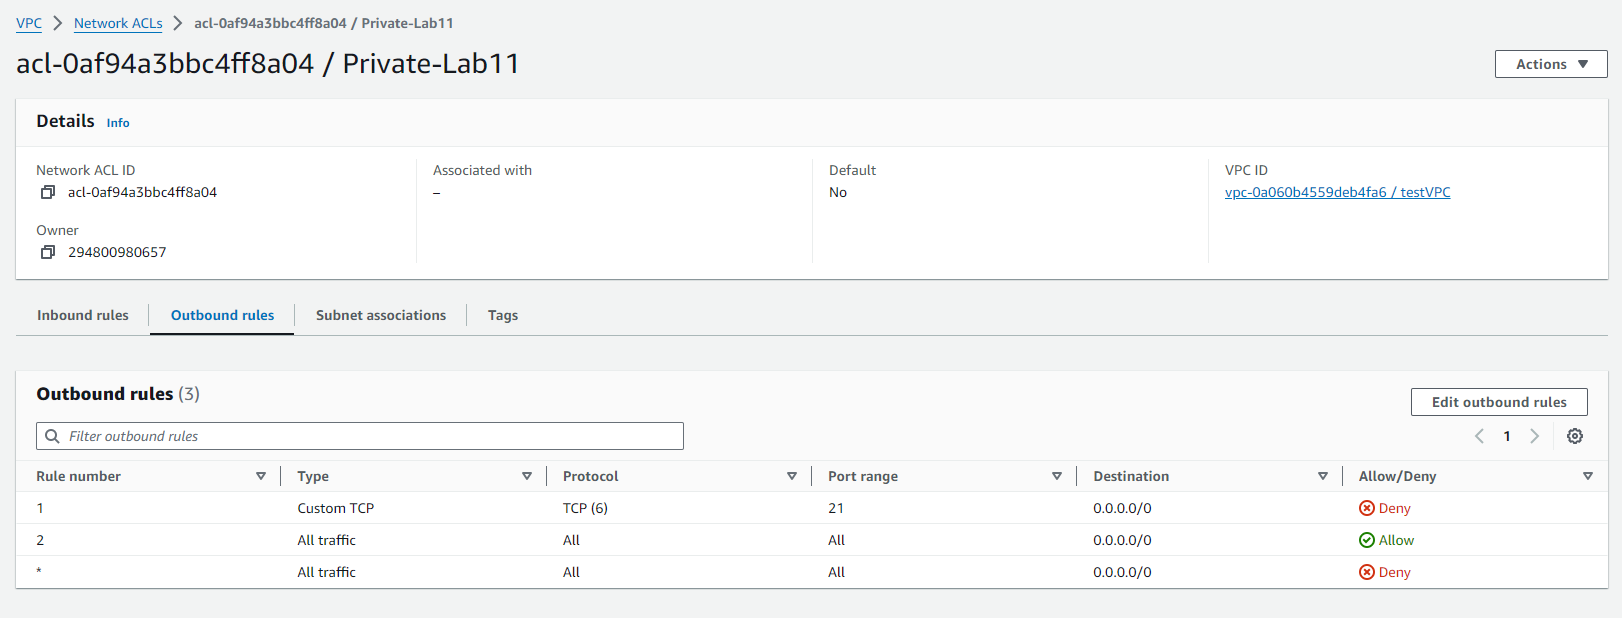 VPC > Network ACLs > acl-0af94a3bbc4ff8a04 / Private-Lab11
acl-0af94a3bbc4ff8a04 / Private-Lab11
Actions
Details Info
Network ACL ID
acl-0af94a3bbc4ff8a04
Associated with
–
Default
No
VPC ID
vpc-0a060b4559deb4fa6 / testVPC
Owner
294800980657
Inbound rules
Outbound rules
Subnet associations
Tags
Outbound rules (3)
Edit outbound rules
Filter outbound rules
1
Rule number Type Protocol Port range Destination Allow/Deny
1 Custom TCP TCP (6) 21 0.0.0.0/0 Deny
2 All traffic All All 0.0.0.0/0 Allow
* All traffic All All 0.0.0.0/0 Deny